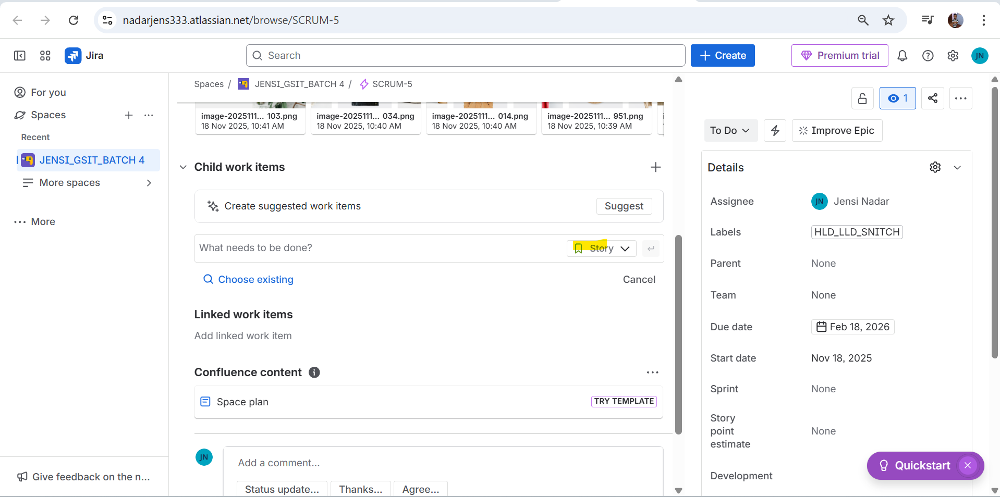 nadarjens333.atlassian.net/browse/SCRUM-5
Jira
Search
Create
Premium trial
JN
For you
Spaces
Recent
JENSI_GSIT_BATCH 4
More spaces
More
Give feedback on the n...
Spaces / JENSI_GSIT_BATCH 4 / SCRUM-5
image-2025111... 103.png
18 Nov 2025, 10:41 AM
image-2025111... 034.png
18 Nov 2025, 10:40 AM
image-2025111... 014.png
18 Nov 2025, 10:40 AM
image-2025111... 951.png
18 Nov 2025, 10:39 AM
Child work items
Create suggested work items
Suggest
What needs to be done?
Story
Choose existing
Cancel
Linked work items
Add linked work item
Confluence content
Space plan
TRY TEMPLATE
JN
Add a comment...
Status update...
Thanks...
Agree...
1
To Do
Improve Epic
Details
Assignee
JN Jensi Nadar
Labels
HLD_LLD_SNITCH
Parent
None
Team
None
Due date
Feb 18, 2026
Start date
Nov 18, 2025
Sprint
None
Story
point
estimate
None
Development
Quickstart